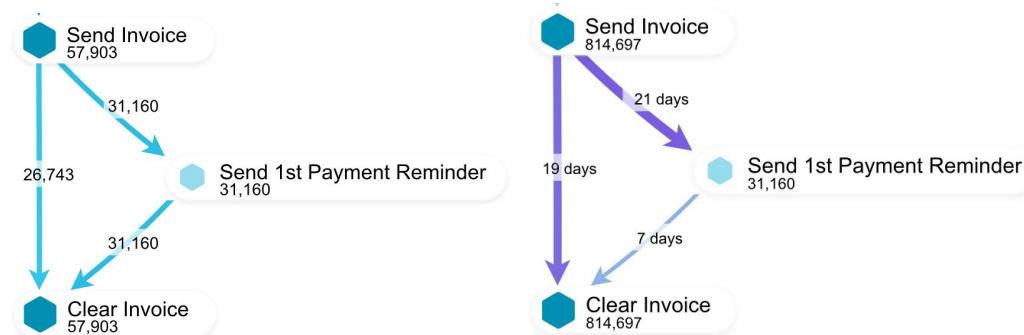 Send Invoice
57,903
31,160
26,743
Send 1st Payment Reminder
31,160
31,160
Clear Invoice
57,903
Send Invoice
814,697
21 days
19 days
Send 1st Payment Reminder
31,160
7 days
Clear Invoice
814,697